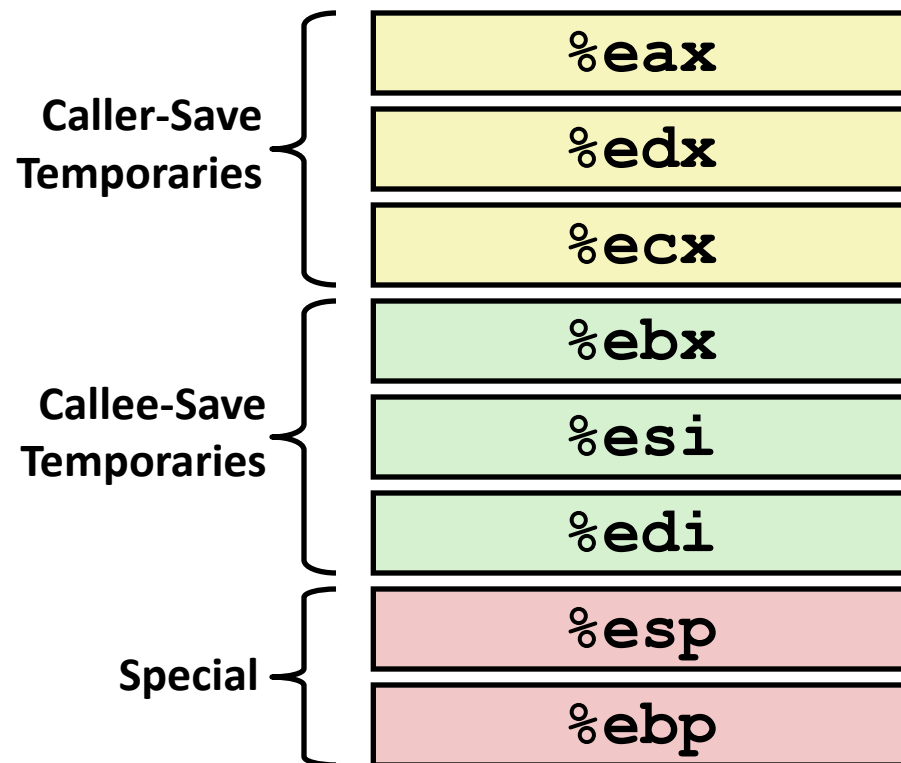 %eax
Caller-Save
Temporaries
%edx
%ecx
%ebx
Callee-Save
Temporaries
%esi
%edi
%esp
Special
%ebp